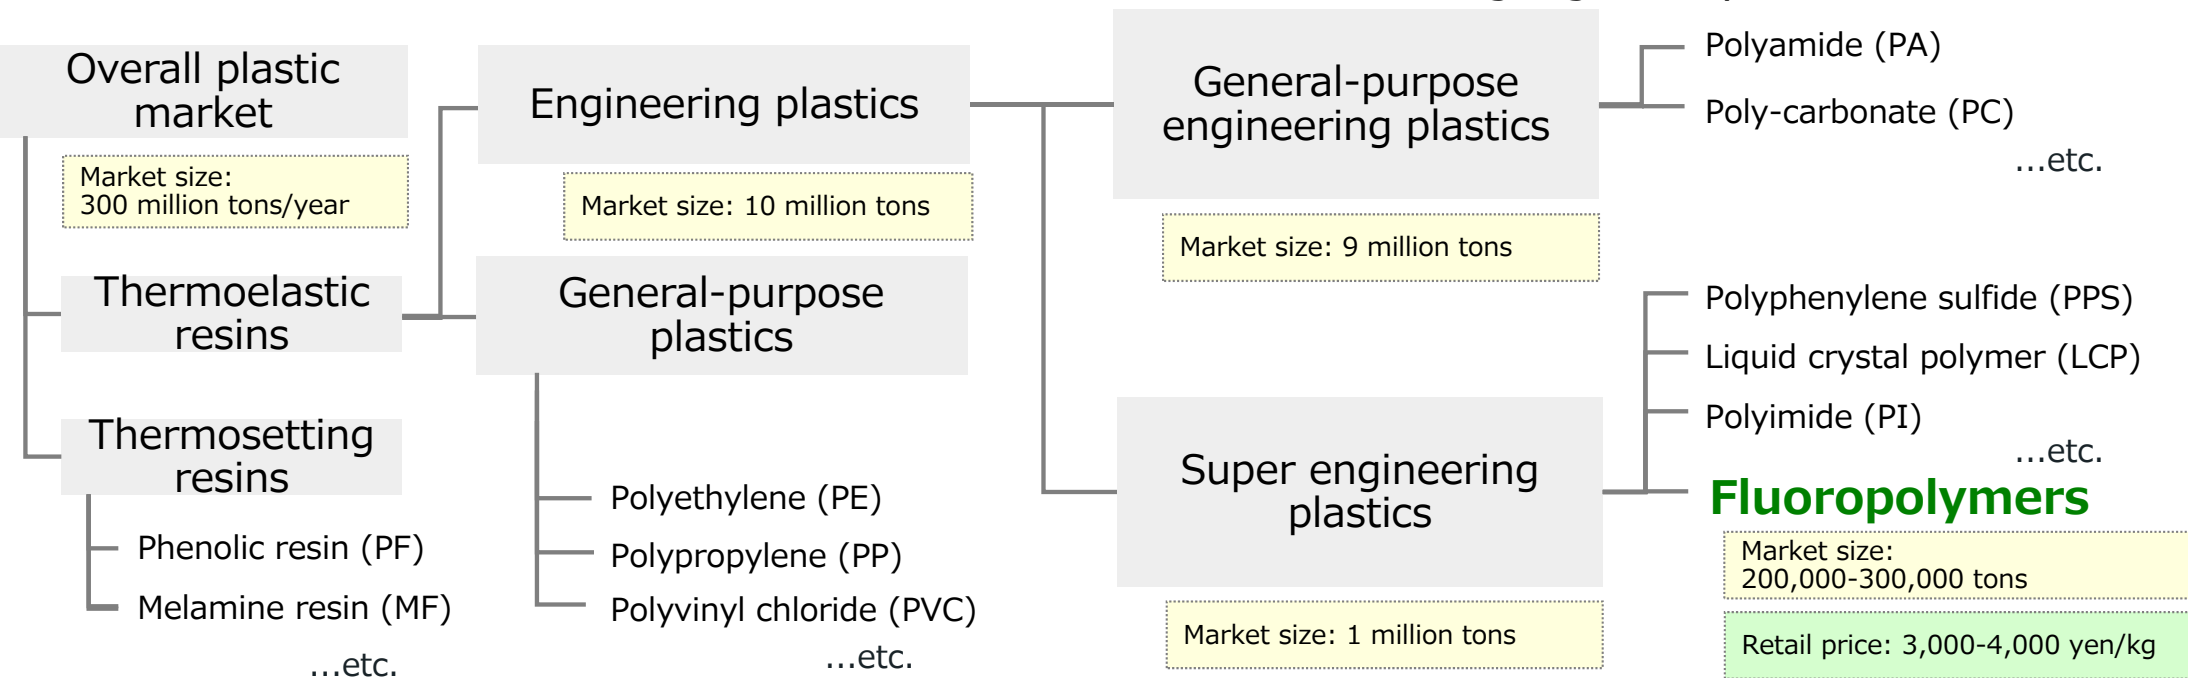 Overall plastic
market
Market size:
300 million tons/year
Thermoelastic
resins
Thermosetting
resins
Phenolic resin (PF)
Melamine resin (MF)
...etc.
Engineering plastics
Market size: 10 million tons
General-purpose
plastics
Polyethylene (PE)
Polypropylene (PP)
Polyvinyl chloride (PVC)
...etc.
General-purpose
engineering plastics
Market size: 9 million tons
Polyamide (PA)
Poly-carbonate (PC)
...etc.
Super engineering
plastics
Market size: 1 million tons
Polyphenylene sulfide (PPS)
Liquid crystal polymer (LCP)
Polyimide (PI)
...etc.
Fluoropolymers
Market size:
200,000-300,000 tons
Retail price: 3,000-4,000 yen/kg